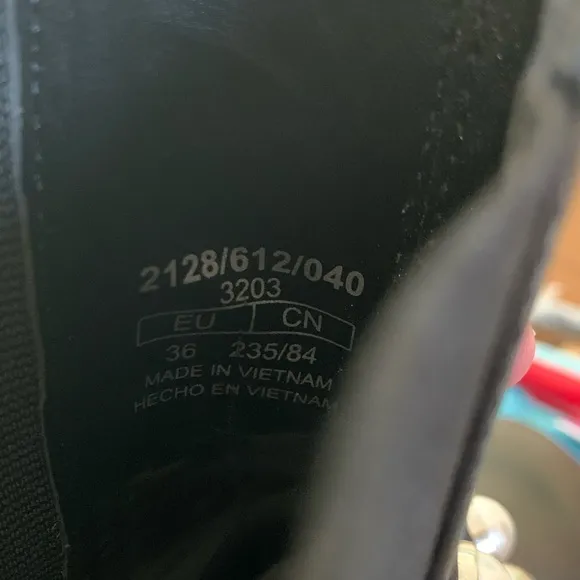 2128/612/040
3203
EU CN
36 235/84
MADE IN VIETNAM
HECHO EN VIETNAM